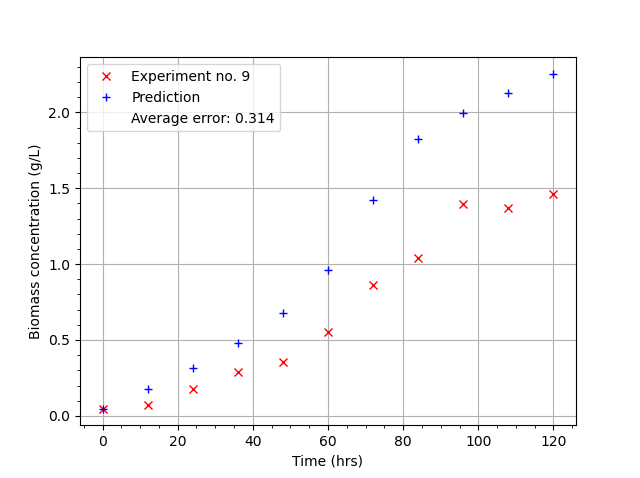 Experiment no. 9
Prediction
Average error: 0.314
Biomass concentration (g/L)
2.0
1.5
1.0
0.5
0.0
0 20 40 60 80 100 120
Time (hrs)